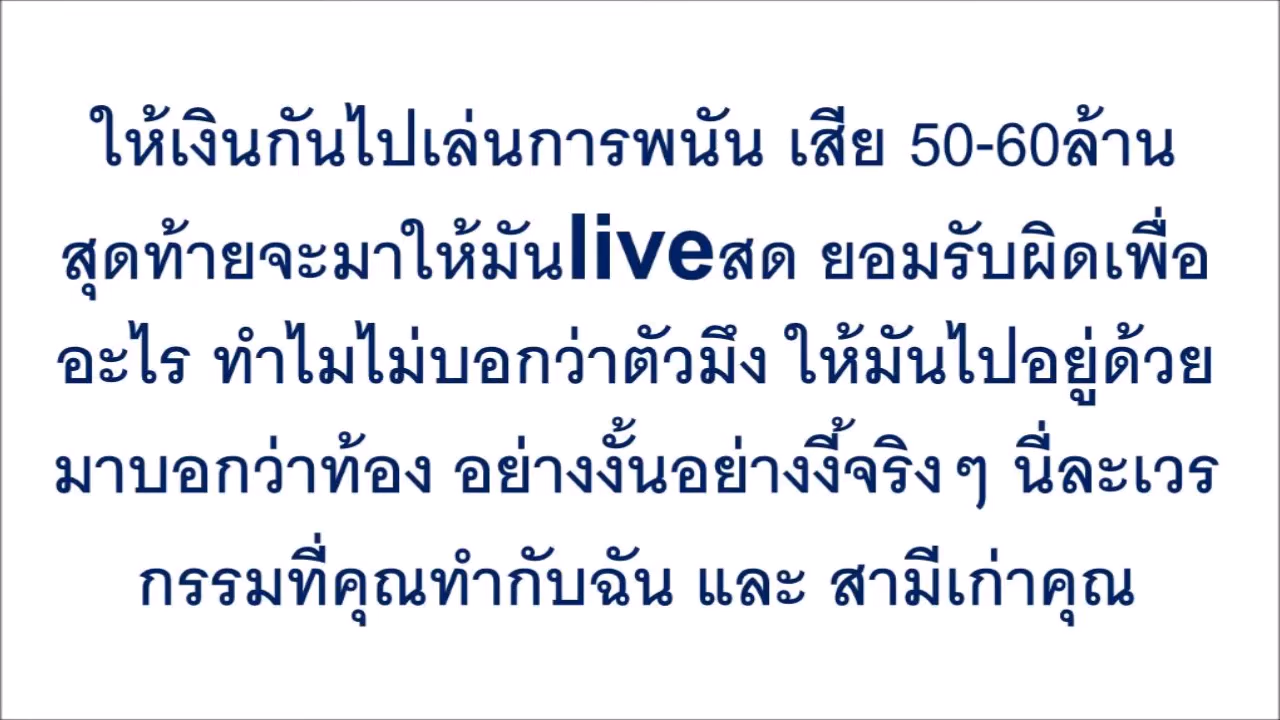 ให้เงินกันไปเล่นการพนัน เสีย 50-60ล้าน
สุดท้ายจะมาให้มันliveสด ยอมรับผิดเพื่อ
อะไร ทำไมไม่บอกว่าตัวมึง ให้มันไปอยู่ด้วย
มาบอกว่าท้อง อย่างงั้นอย่างงี้จริงๆ นี่ละเวร
กรรมที่คุณทำกับฉัน และ สามีเก่าคุณ